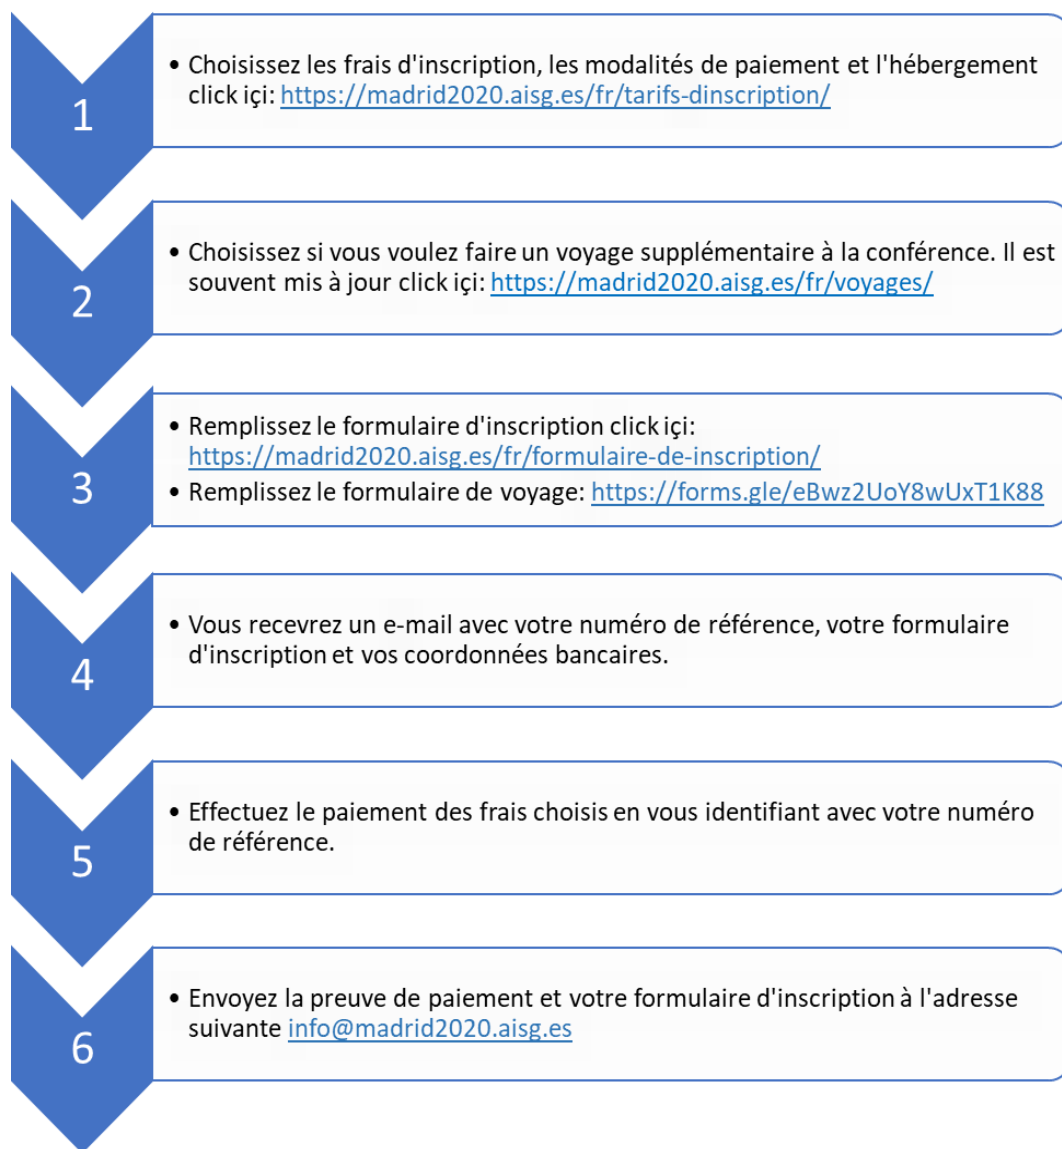 1
• Choisissez les frais d'inscription, les modalités de paiement et l'hébergement
click içi: https://madrid2020.aisg.es/fr/tarifs-dinscription/
2
• Choisissez si vous voulez faire un voyage supplémentaire à la conférence. Il est
souvent mis à jour click içi: https://madrid2020.aisg.es/fr/voyages/
3
• Remplissez le formulaire d'inscription click içi:
https://madrid2020.aisg.es/fr/formulaire-de-inscription/
• Remplissez le formulaire de voyage: https://forms.gle/eBwz2UoY8wUxT1K88
4
• Vous recevrez un e-mail avec votre numéro de référence, votre formulaire
d'inscription et vos coordonnées bancaires.
5
• Effectuez le paiement des frais choisis en vous identifiant avec votre numéro
de référence.
6
• Envoyez la preuve de paiement et votre formulaire d'inscription à l'adresse
suivante info@madrid2020.aisg.es